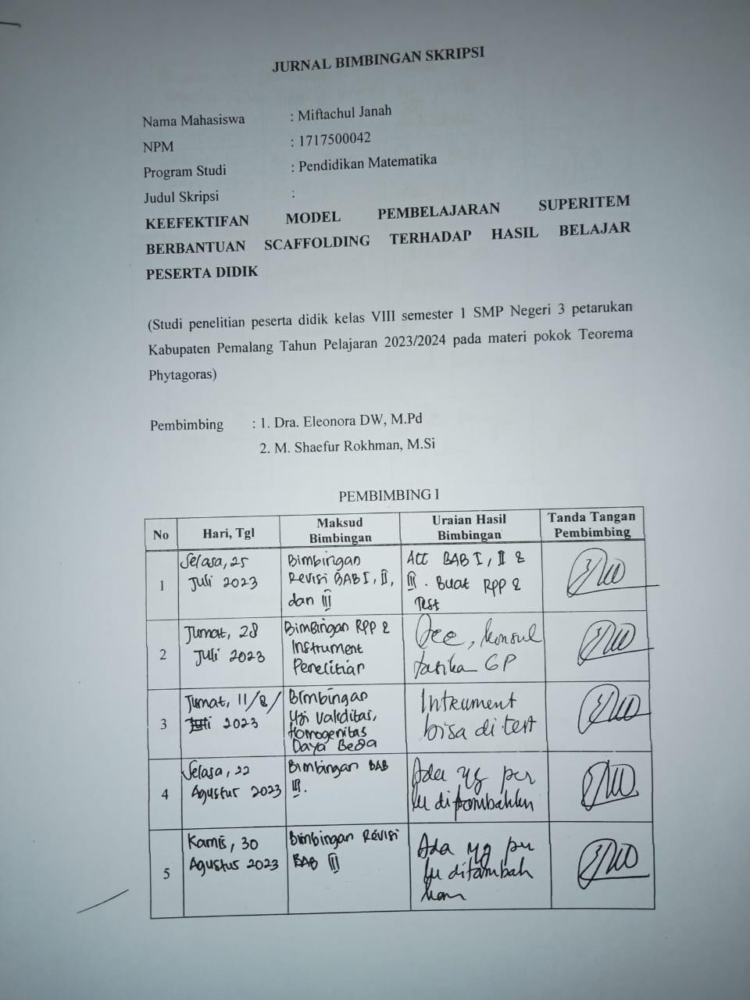 JURNAL BIMBINGAN SKRIPSI
Nama Mahasiswa : Miftachul Janah
NPM : 1717500042
Program Studi : Pendidikan Matematika
Judul Skripsi :
KEEFEKTIFAN MODEL PEMBELAJARAN SUPERITEM
BERBANTUAN SCAFFOLDING TERHADAP HASIL BELAJAR
PESERTA DIDIK
(Studi penelitian peserta didik kelas VIII semester 1 SMP Negeri 3 petarukan
Kabupaten Pemalang Tahun Pelajaran 2023/2024 pada materi pokok Teorema
Phytagoras)
Pembimbing : 1. Dra. Eleonora DW, M.Pd
2. M. Shaefur Rokhman, M.Si
PEMBIMBING I
No
Hari, Tgl
Maksud
Bimbingan
Uraian Hasil
Bimbingan
Tanda Tangan
Pembimbing
1
Selasa, 25
Juli 2023
Bimbingan
Revisi BAB I, II,
dan III
Acc BAB I, II &
III. Buat RPP &
Test
2
Jumat, 28
Juli 2023
Bimbingan RPP &
Instrument
Penelitian
konsul
GP
3
Jumat, 11/8/
2023
Bimbingan
Uji Validitas,
Homogenitas
Daya Beda
Intrument
bisa di test
4
Selasa, 22
Agustus 2023
Bimbingan BAB
III.
Ada yg per
lu ditambahkn
5
Kamis, 30
Agustus 2023
Bimbingan Revisi
BAB III
Ada yg per
lu ditambah
kan